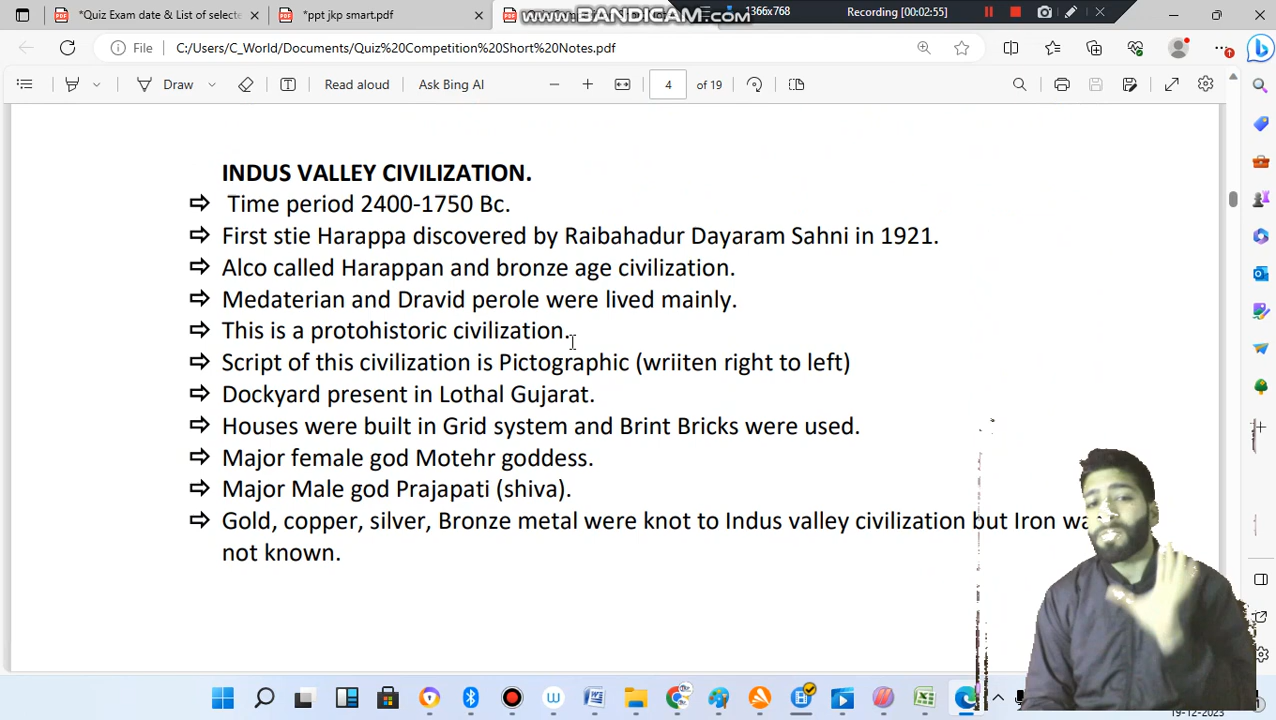 *Quiz Exam date & List of selecte
*ppt jkp smart.pdf
www.BANDICAM.com
1366x768
Recording [00:02:55]
File
C:/Users/C_World/Documents/Quiz%20Competition%20Short%20Notes.pdf
Draw
Read aloud
Ask Bing AI
4
of 19
INDUS VALLEY CIVILIZATION.
⇨ Time period 2400-1750 Bc.
⇨ First stie Harappa discovered by Raibahadur Dayaram Sahni in 1921.
⇨ Alco called Harappan and bronze age civilization.
⇨ Medaterian and Dravid perole were lived mainly.
⇨ This is a protohistoric civilization.
⇨ Script of this civilization is Pictographic (wriiten right to left)
⇨ Dockyard present in Lothal Gujarat.
⇨ Houses were built in Grid system and Brint Bricks were used.
⇨ Major female god Motehr goddess.
⇨ Major Male god Prajapati (shiva).
⇨ Gold, copper, silver, Bronze metal were knot to Indus valley civilization but Iron wa
not known.
19-12-2023